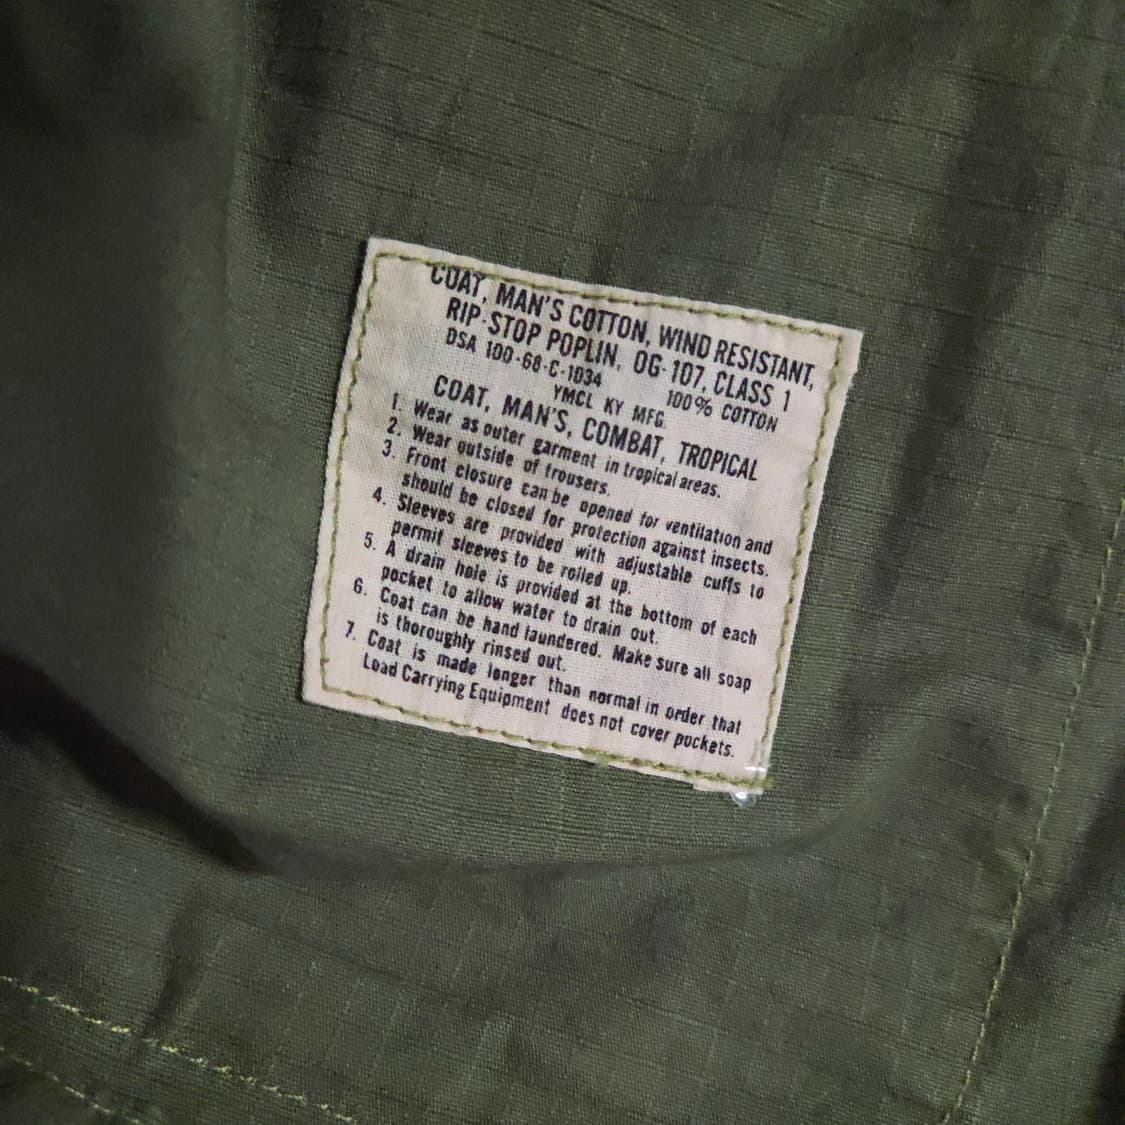 COAT, MAN'S COTTON, WIND RESISTANT,
RIP-STOP POPLIN, OG-107, CLASS 1
DSA 100-68-C-1034 100% COTTON
YMCL KY MFG.
COAT, MAN'S, COMBAT, TROPICAL
1. Wear as outer garment in tropical areas.
2. Wear outside of trousers.
3. Front closure can be opened for ventilation and
should be closed for protection against insects.
4. Sleeves are provided with adjustable cuffs to
permit sleeves to be rolled up.
5. A drain hole is provided at the bottom of each
pocket to allow water to drain out.
6. Coat can be hand laundered. Make sure all soap
is thoroughly rinsed out.
7. Coat is made longer than normal in order that
Load Carrying Equipment does not cover pockets.